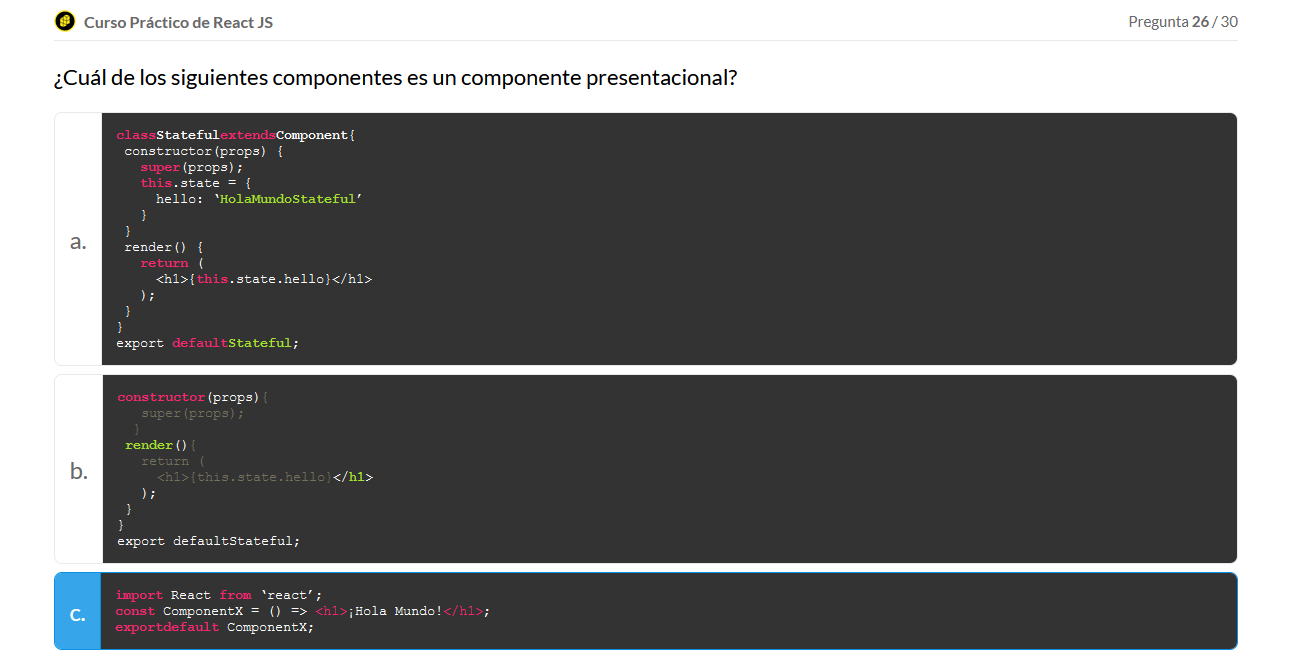 Curso Práctico de React JS
Pregunta 26 / 30
¿Cuál de los siguientes componentes es un componente presentacional?
a.
classStatefulextendsComponent{
constructor(props) {
super(props);
this.state = {
hello: ‘HolaMundoStateful’
}
}
render() {
return (
<h1>{this.state.hello}</h1>
);
}
}
export defaultStateful;
b.
constructor(props){
super(props);
}
render(){
return (
<h1>{this.state.hello}</h1>
);
}
}
export defaultStateful;
c.
import React from ‘react’;
const ComponentX = () => <h1>¡Hola Mundo!</h1>;
exportdefault ComponentX;